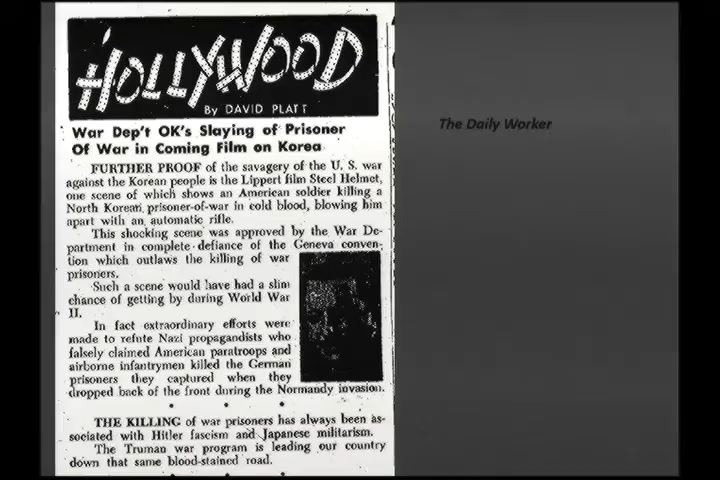 HOLLYWOOD
By DAVID PLATT
War Dep't OK's Slaying of Prisoner
Of War in Coming Film on Korea
FURTHER PROOF of the savagery of the U. S. war
against the Korean people is the Lippert film Steel Helmet,
one scene of which shows an American soldier killing a
North Korean prisoner-of-war in cold blood, blowing him
apart with an automatic rifle.
This shocking scene was approved by the War De-
partment in complete defiance of the Geneva conven-
tion which outlaws the killing of war
prisoners.
Such a scene would have had a slim
chance of getting by during World War
II.
In fact extraordinary efforts were
made to refute Nazi propagandists who
falsely claimed American paratroops and
airborne infantrymen killed the German
prisoners they captured when they
dropped back of the front during the Normandy invasion.
THE KILLING of war prisoners has always been as-
sociated with Hitler fascism and Japanese militarism.
The Truman war program is leading our country
down that same blood-stained road.
The Daily Worker